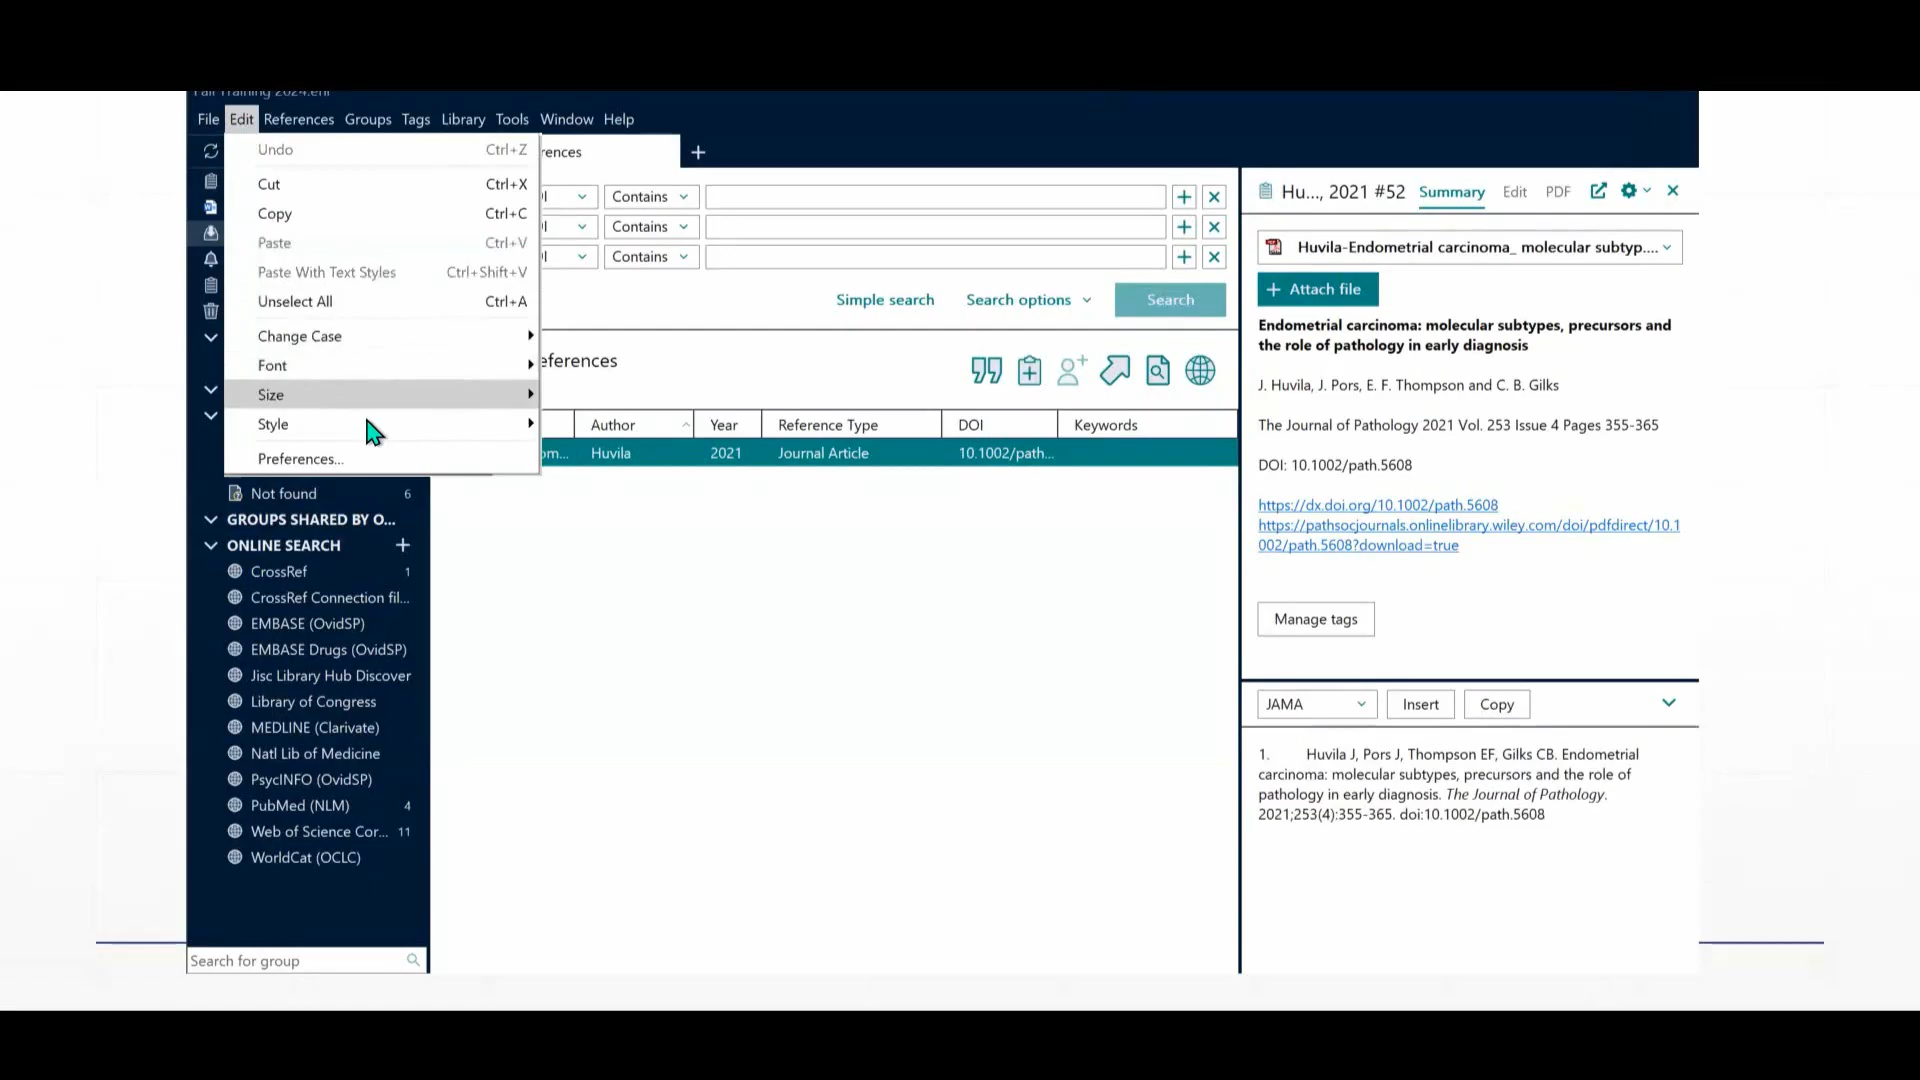 Fall Training 2024.enl
File Edit References Groups Tags Library Tools Window Help
Undo Ctrl+Z
Cut Ctrl+X
Copy Ctrl+C
Paste Ctrl+V
Paste With Text Styles Ctrl+Shift+V
Unselect All Ctrl+A
Change Case
Font
Size
Style
Preferences...
Not found 6
GROUPS SHARED BY O...
ONLINE SEARCH
CrossRef 1
CrossRef Connection fil...
EMBASE (OvidSP)
EMBASE Drugs (OvidSP)
Jisc Library Hub Discover
Library of Congress
MEDLINE (Clarivate)
Natl Lib of Medicine
PsycINFO (OvidSP)
PubMed (NLM) 4
Web of Science Cor... 11
WorldCat (OCLC)
Search for group
rences
Contains
Contains
Contains
Simple search Search options Search
eferences
Author Year Reference Type DOI Keywords
om... Huvila 2021 Journal Article 10.1002/path...
Hu..., 2021 #52 Summary Edit PDF
Huvila-Endometrial carcinoma_ molecular subtyp....
+ Attach file
Endometrial carcinoma: molecular subtypes, precursors and
the role of pathology in early diagnosis
J. Huvila, J. Pors, E. F. Thompson and C. B. Gilks
The Journal of Pathology 2021 Vol. 253 Issue 4 Pages 355-365
DOI: 10.1002/path.5608
https://dx.doi.org/10.1002/path.5608
https://pathsocjournals.onlinelibrary.wiley.com/doi/pdfdirect/10.1
002/path.5608?download=true
Manage tags
JAMA Insert Copy
1. Huvila J, Pors J, Thompson EF, Gilks CB. Endometrial
carcinoma: molecular subtypes, precursors and the role of
pathology in early diagnosis. The Journal of Pathology.
2021;253(4):355-365. doi:10.1002/path.5608